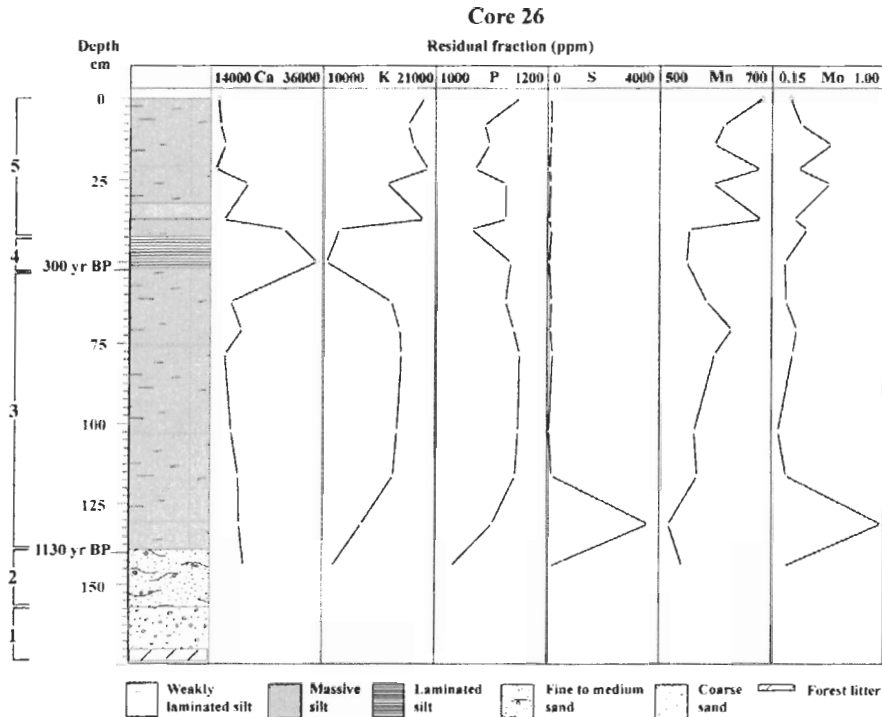 Core 26
Depth
cm
Residual fraction (ppm)
14000 Ca 36000 10000 K 21000 1000 P 1200 0 S 4000 500 Mn 700 0.15 Mo 1.00
0
5
25
4
300 yr BP
75
3
100
125
1130 yr BP
2
150
1
Weakly laminated silt
Massive silt
Laminated silt
Fine to medium sand
Coarse sand
Forest litter